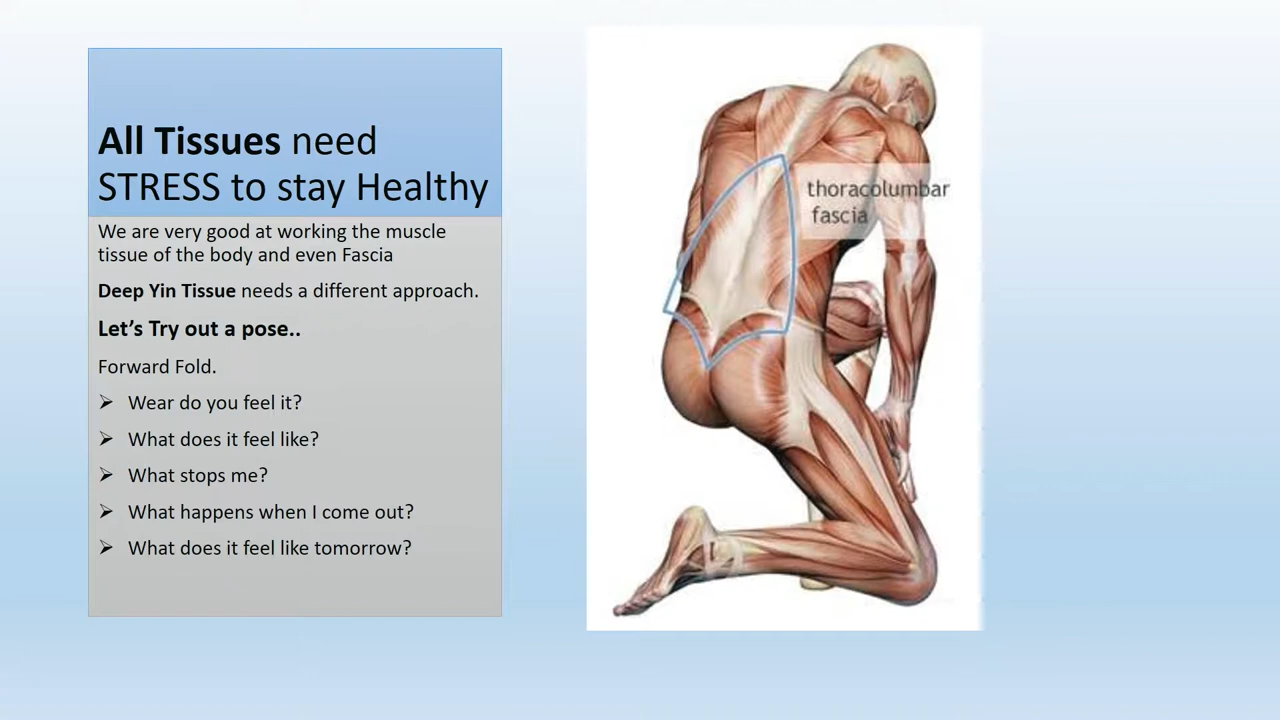 All Tissues need
STRESS to stay Healthy
We are very good at working the muscle
tissue of the body and even Fascia
Deep Yin Tissue needs a different approach.
Let’s Try out a pose..
Forward Fold.
➢ Wear do you feel it?
➢ What does it feel like?
➢ What stops me?
➢ What happens when I come out?
➢ What does it feel like tomorrow?
thoracolumbar
fascia